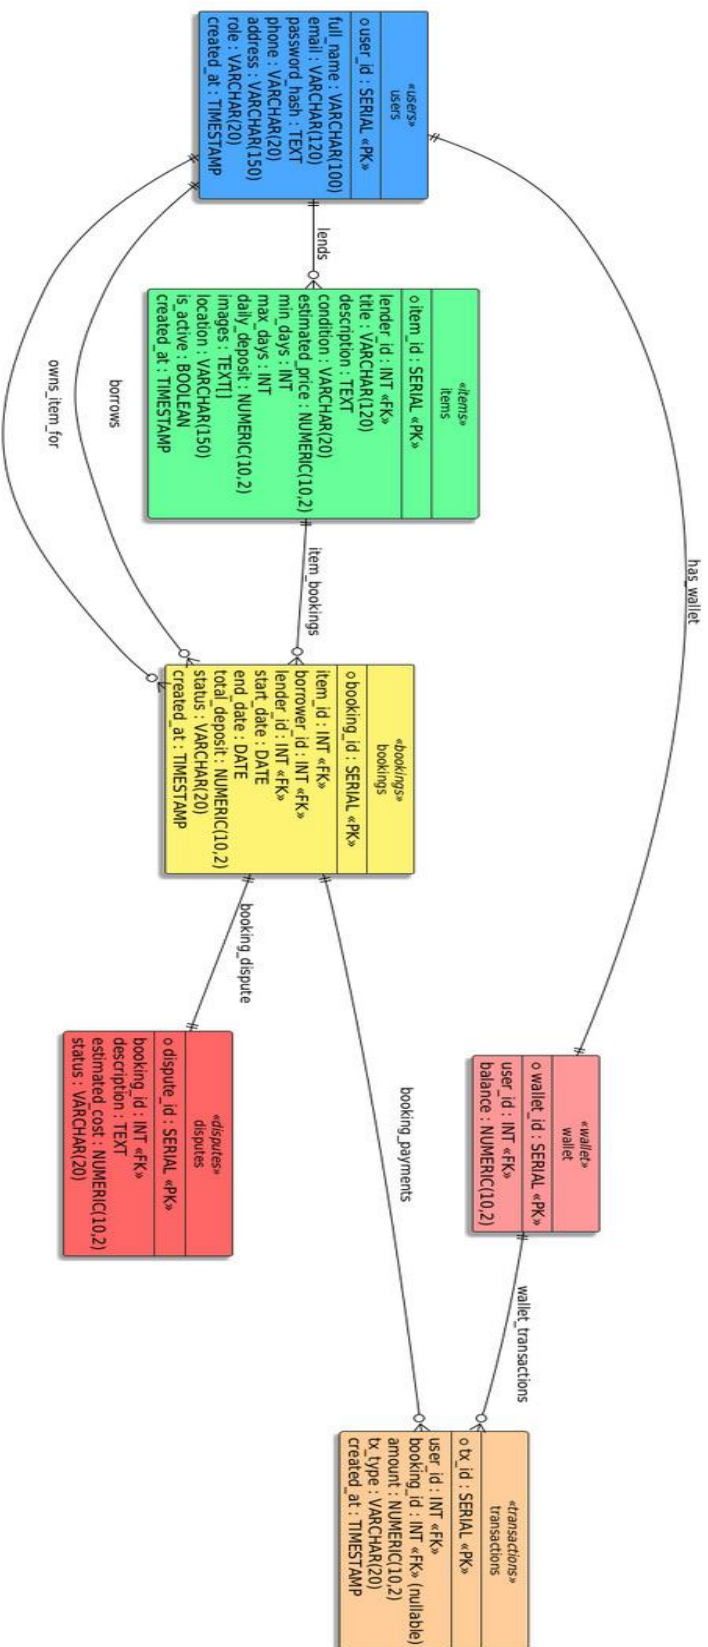 «users»
users
user_id : SERIAL «PK»
full_name : VARCHAR(100)
email : VARCHAR(120)
password_hash : TEXT
phone : VARCHAR(20)
address : VARCHAR(150)
role : VARCHAR(20)
created_at : TIMESTAMP
lends
«items»
items
item_id : SERIAL «PK»
lender_id : INT «FK»
title : VARCHAR(120)
description : TEXT
condition : VARCHAR(20)
estimated_price : NUMERIC(10,2)
min_days : INT
max_days : INT
daily_deposit : NUMERIC(10,2)
images : TEXT[]
location : VARCHAR(150)
is_active : BOOLEAN
created_at : TIMESTAMP
has_wallet
item_bookings
borrows
owns_item_for
«bookings»
bookings
booking_id : SERIAL «PK»
item_id : INT «FK»
borrower_id : INT «FK»
lender_id : INT «FK»
start_date : DATE
end_date : DATE
total_deposit : NUMERIC(10,2)
status : VARCHAR(20)
created_at : TIMESTAMP
booking_dispute
booking_payments
«wallet»
wallet
wallet_id : SERIAL «PK»
user_id : INT «FK»
balance : NUMERIC(10,2)
«disputes»
disputes
dispute_id : SERIAL «PK»
booking_id : INT «FK»
description : TEXT
estimated_cost : NUMERIC(10,2)
status : VARCHAR(20)
wallet_transactions
«transactions»
transactions
tx_id : SERIAL «PK»
user_id : INT «FK»
booking_id : INT «FK» (nullable)
amount : NUMERIC(10,2)
tx_type : VARCHAR(20)
created_at : TIMESTAMP